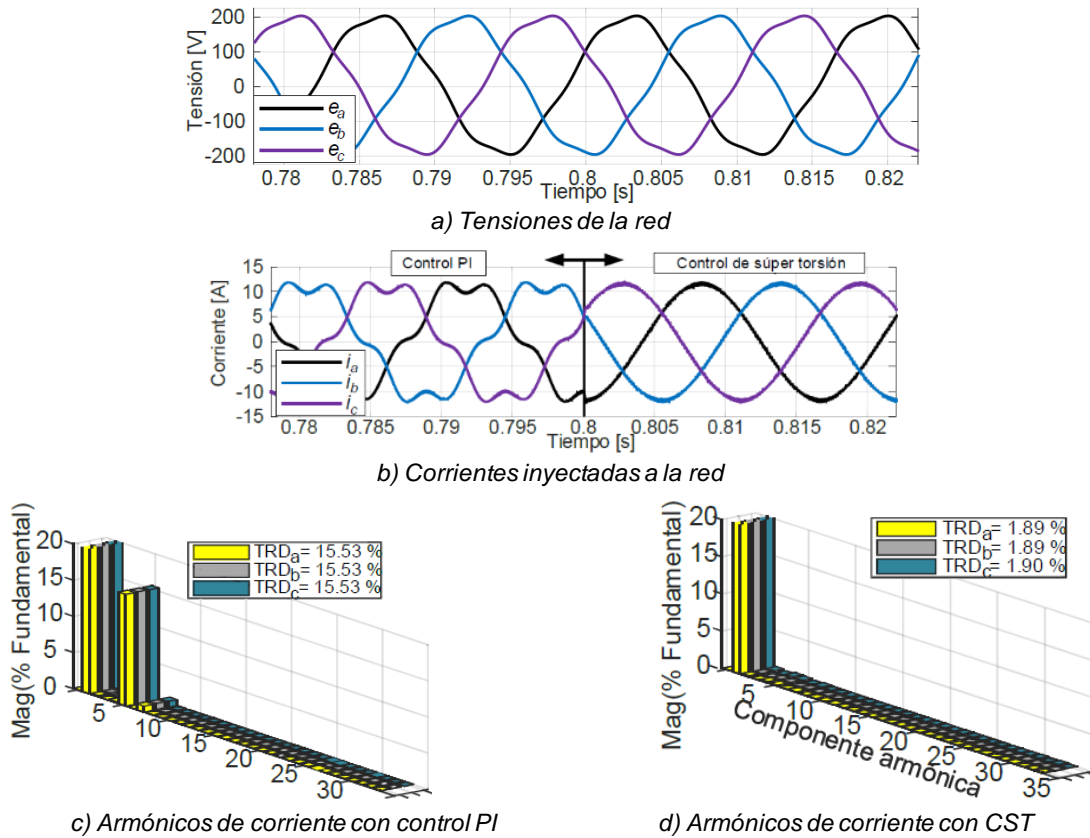 Tensión [V]
200
100
0
-100
-200
e_a
e_b
e_c
0.78 0.785 0.79 0.795 0.8 0.805 0.81 0.815 0.82
Tiempo [s]
a) Tensiones de la red
Control PI
Control de súper torsión
Corriente [A]
15
10
5
0
-5
-10
-15
i_a
i_b
i_c
0.78 0.785 0.79 0.795 0.8 0.805 0.81 0.815 0.82
Tiempo [s]
b) Corrientes inyectadas a la red
Mag(% Fundamental)
20
15
10
5
0
TRD_a= 15.53 %
TRD_b= 15.53 %
TRD_c= 15.53 %
5 10 15 20 25 30
c) Armónicos de corriente con control PI
Mag(% Fundamental)
20
15
10
5
0
TRD_a= 1.89 %
TRD_b= 1.89 %
TRD_c= 1.90 %
5 10 15 20 25 30 35
Componente armónica
d) Armónicos de corriente con CST